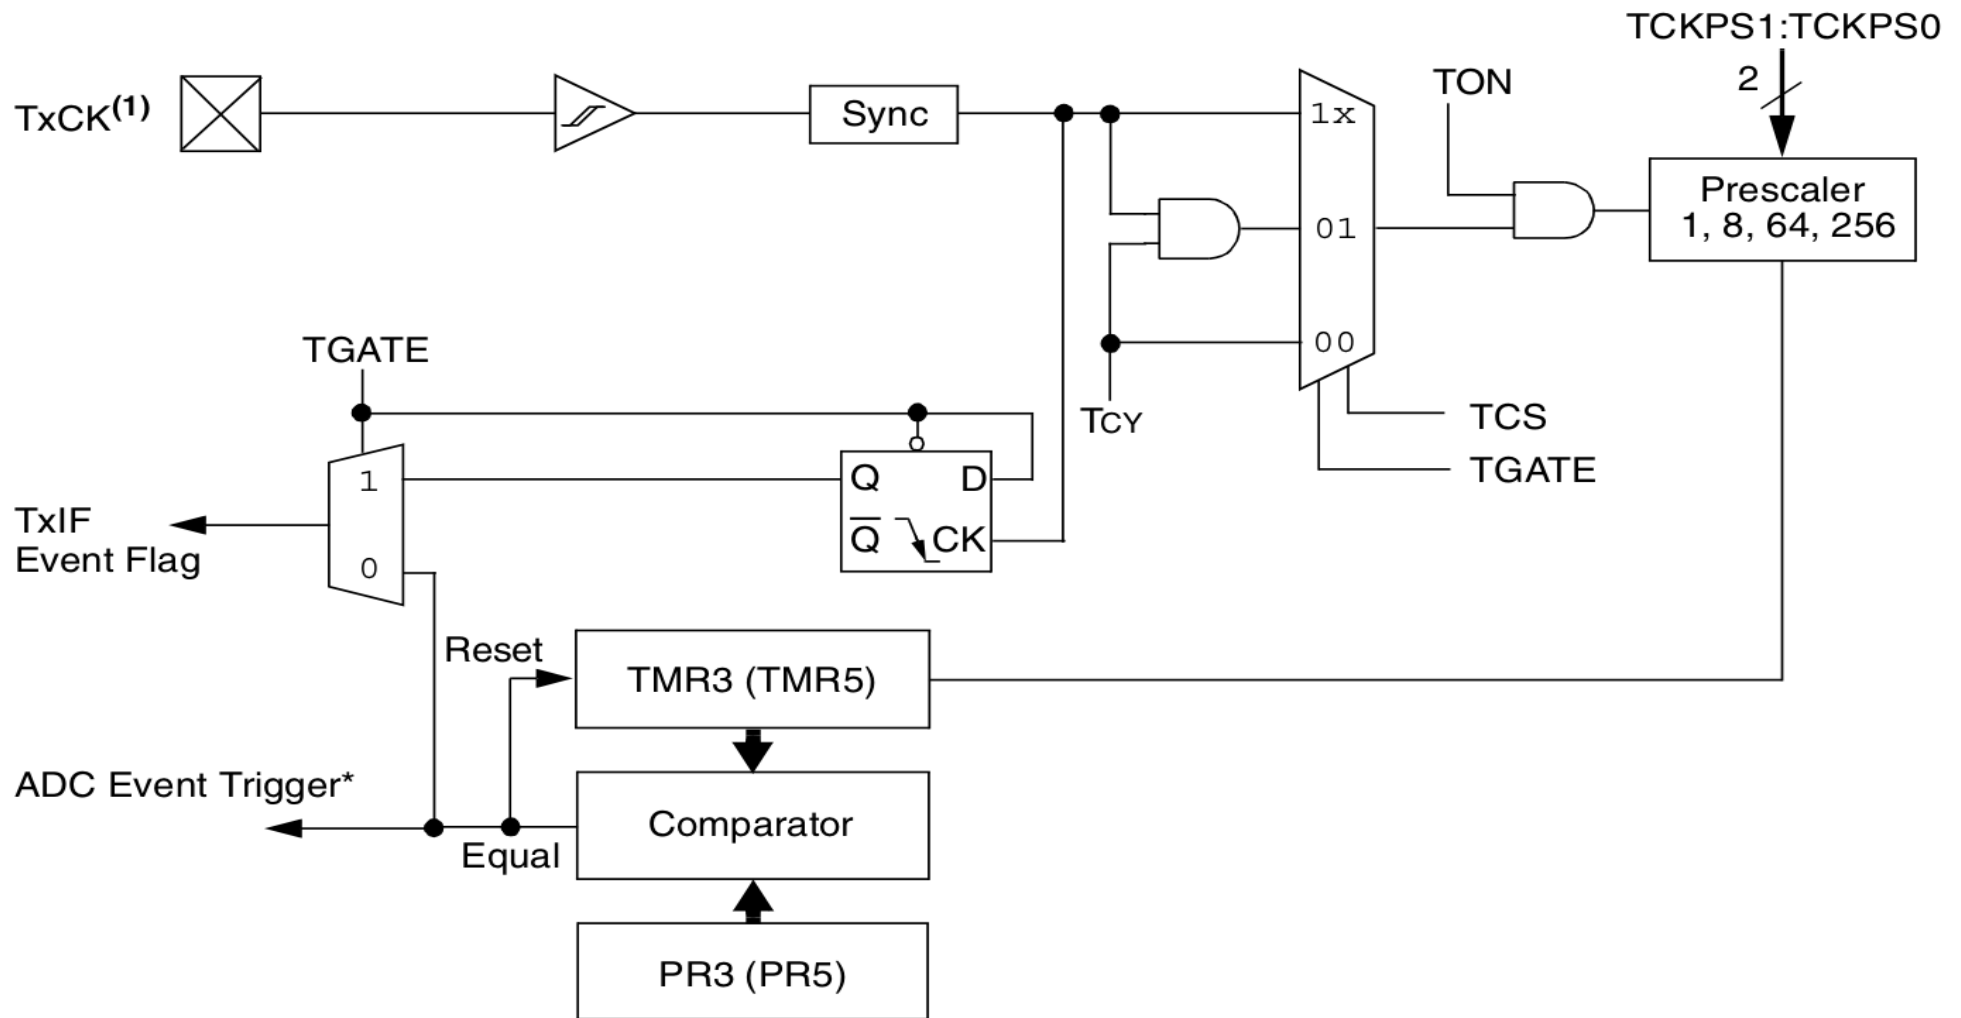 TCKPS1:TCKPS0
2
TON
TxCK(1)
Sync
1x
Prescaler
1, 8, 64, 256
01
00
TGATE
TCY
TCS
TGATE
1
Q
D
TxIF
Event Flag
Q̅
CK
0
Reset
TMR3 (TMR5)
ADC Event Trigger*
Comparator
Equal
PR3 (PR5)